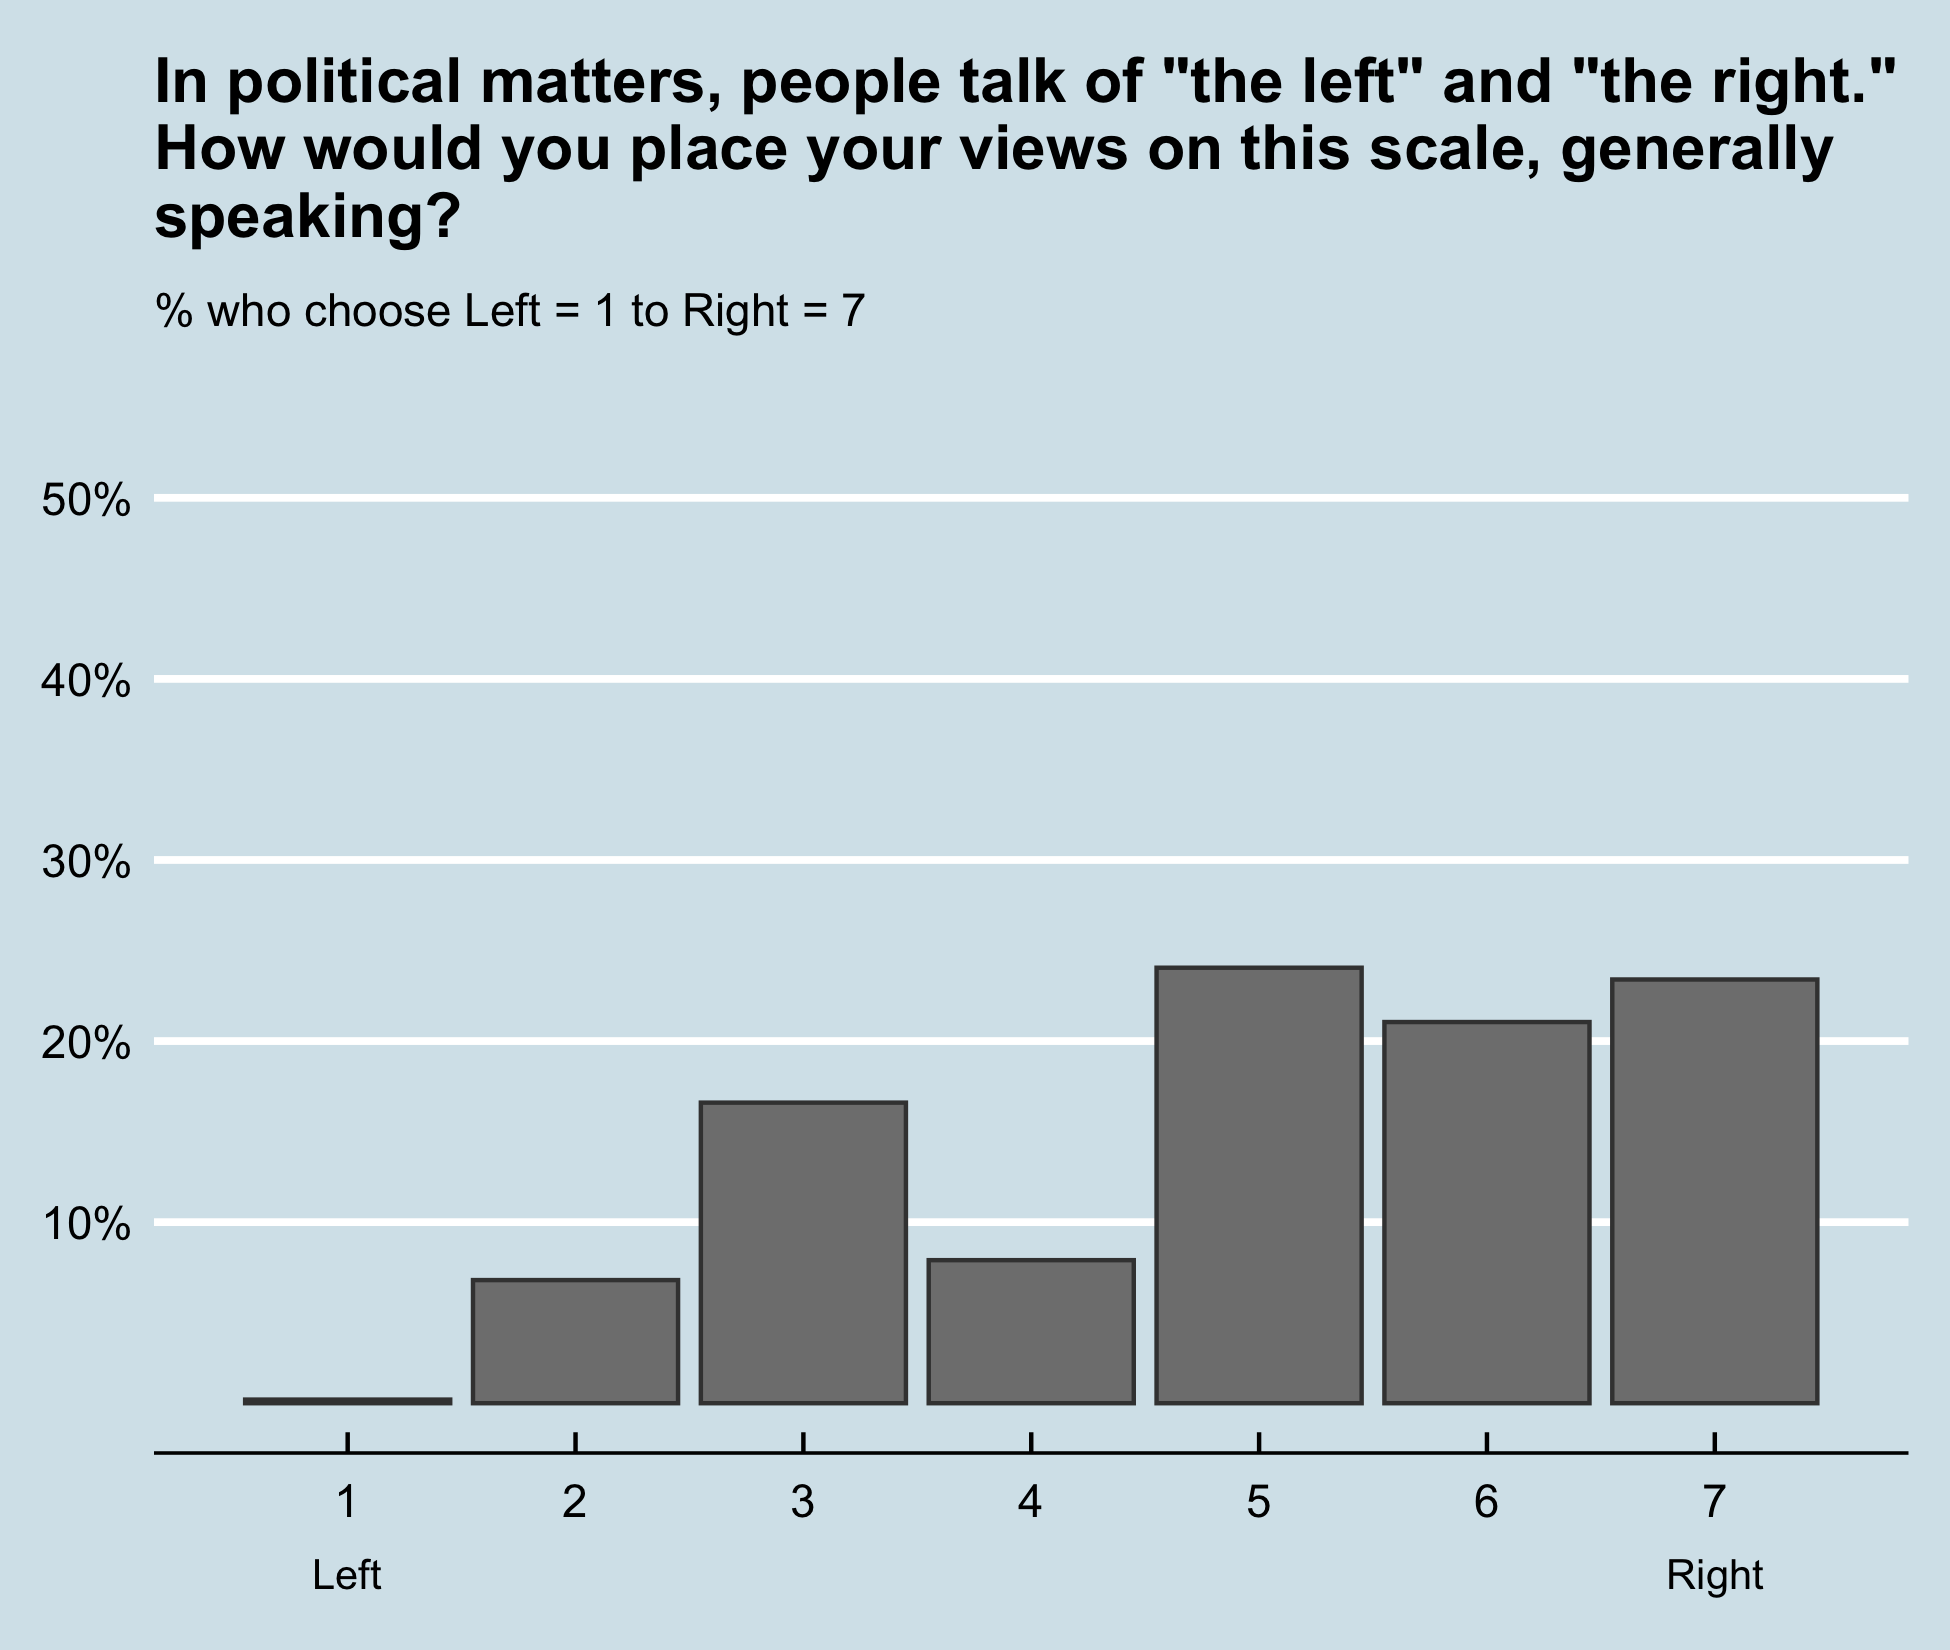 In political matters, people talk of "the left" and "the right."
How would you place your views on this scale, generally
speaking?
% who choose Left = 1 to Right = 7
50%
40%
30%
20%
10%
1 2 3 4 5 6 7
Left Right